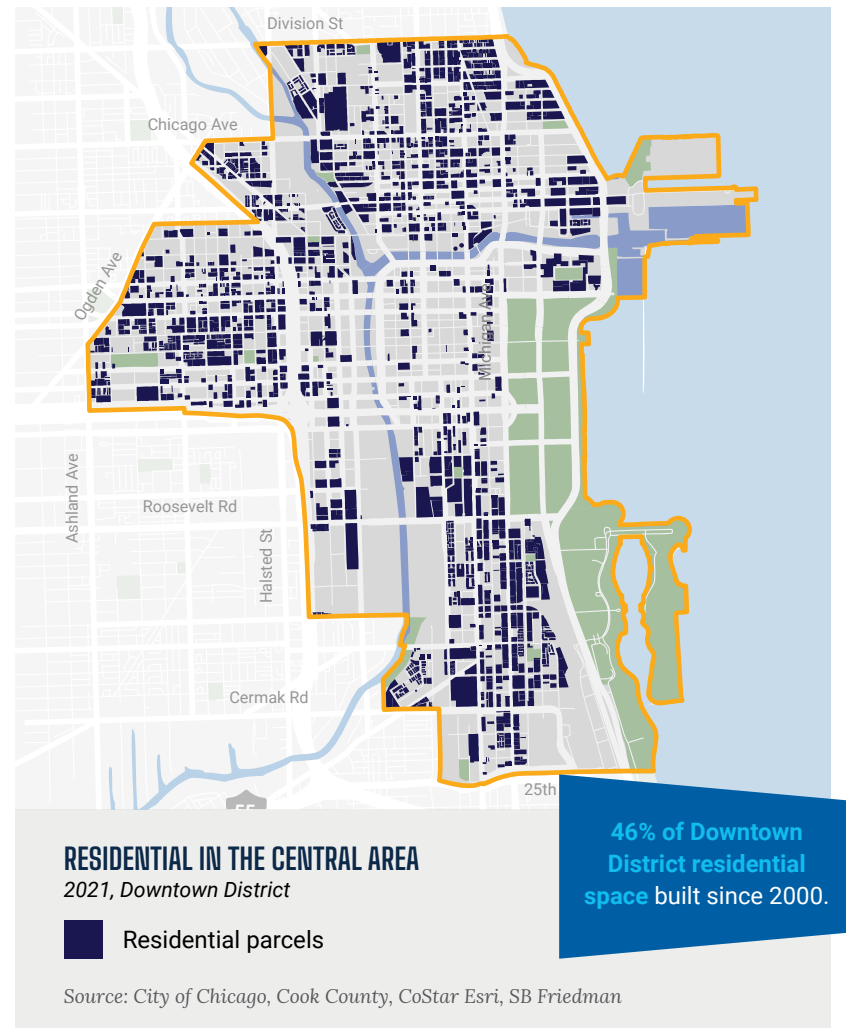 Division St
Chicago Ave
Ogden Ave
Michigan Ave
Ashland Ave
Roosevelt Rd
Halsted St
Cermak Rd
25th
55
RESIDENTIAL IN THE CENTRAL AREA
2021, Downtown District
Residential parcels
46% of Downtown
District residential
space built since 2000.
Source: City of Chicago, Cook County, CoStar Esri, SB Friedman